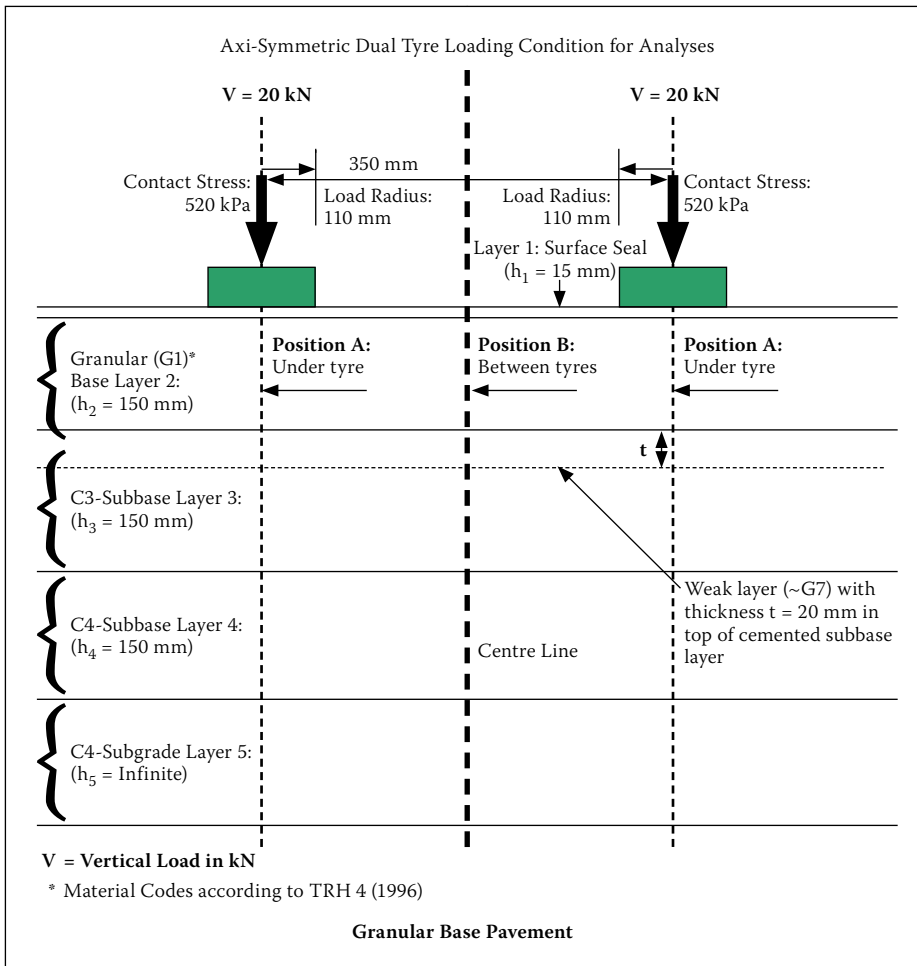 Axi-Symmetric Dual Tyre Loading Condition for Analyses
V = 20 kN
V = 20 kN
350 mm
Contact Stress:
520 kPa
Load Radius:
110 mm
Load Radius:
110 mm
Contact Stress:
520 kPa
Layer 1: Surface Seal
(h₁ = 15 mm)
Granular (G1)*
Base Layer 2:
(h₂ = 150 mm)
Position A:
Under tyre
Position B:
Between tyres
Position A:
Under tyre
t
C3-Subbase Layer 3:
(h₃ = 150 mm)
Weak layer (~G7) with
thickness t = 20 mm in
top of cemented subbase
layer
C4-Subbase Layer 4:
(h₄ = 150 mm)
Centre Line
C4-Subgrade Layer 5:
(h₅ = Infinite)
V = Vertical Load in kN
* Material Codes according to TRH 4 (1996)
Granular Base Pavement